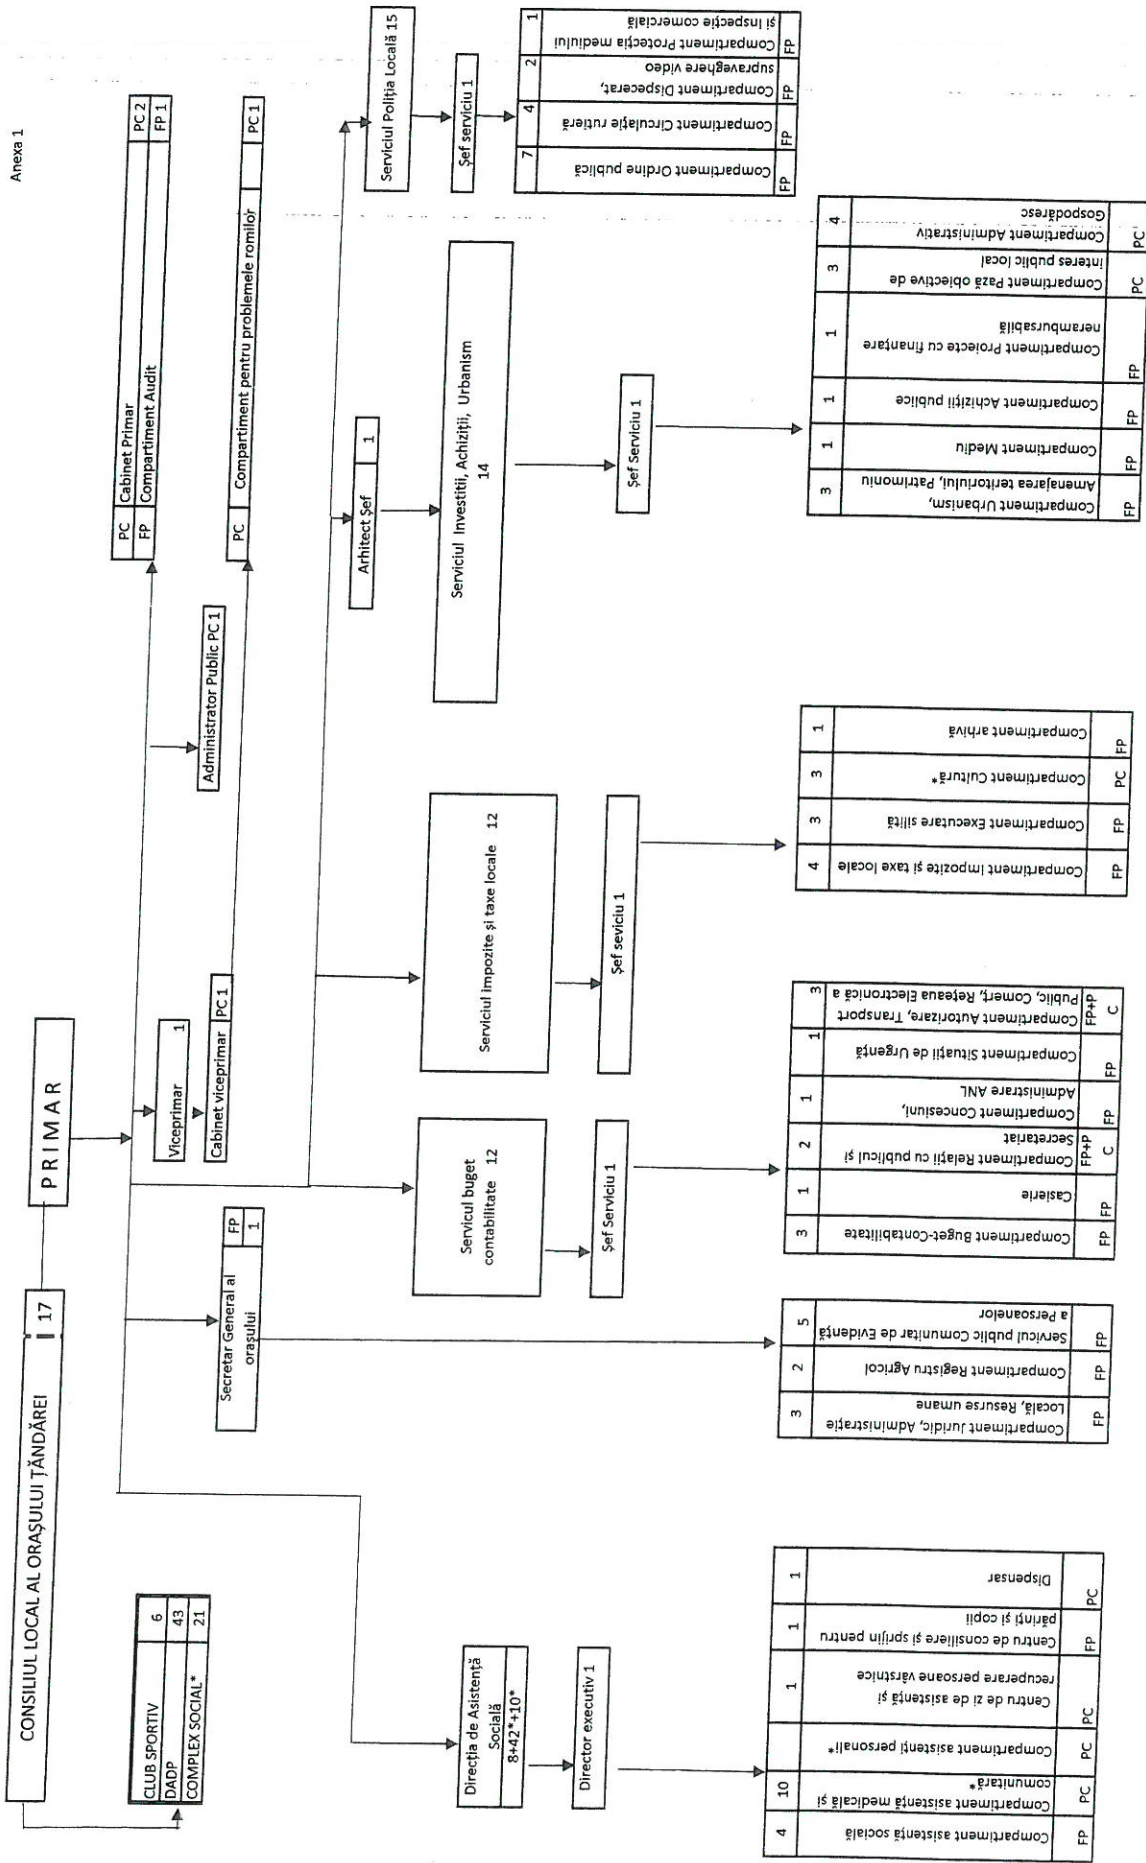 Anexa 1
CONSILIUL LOCAL AL ORAȘULUI ȚĂNDĂREI 17
PRIMAR
CLUB SPORTIV 6
DADP 43
COMPLEX SOCIAL* 21
PC Cabinet Primar PC 2
FP Compartiment Audit FP 1
Viceprimar 1
Cabinet viceprimar PC 1
Administrator Public PC 1
PC Compartiment pentru problemele romilor PC 1
Secretar General al
orașului
FP
1
Direcția de Asistență
Socială
8+42*+10*
Director executiv 1
Servicul buget
contabilitate 12
Șef Serviciu 1
Serviciul impozite și taxe locale 12
Șef seviciu 1
Arhitect Șef 1
Serviciul Investitii, Achiziții, Urbanism
14
Șef Serviciu 1
Serviciul Poliția Locală 15
Șef serviciu 1
4
Compartiment asistență socială
FP
10
Compartiment asistență medicală și
comunitară*
PC
Compartiment asistenți personali*
PC
1
Centru de zi de asistență și
recuperare persoane vârstnice
PC
1
Centru de consiliere și sprijin pentru
părinți și copii
FP
1
Dispensar
PC
3
Compartiment Juridic, Administrație
Locală, Resurse umane
FP
2
Compartiment Registru Agricol
FP
5
Servicul public Comunitar de Evidență
a Persoanelor
FP
3
Compartiment Buget-Contabilitate
FP
1
Casierie
FP
2
Compartiment Relații cu publicul și
Secretariat
FP+P
C
1
Compartiment Concesiuni,
Administrare ANL
FP
1
Compartiment Situații de Urgență
FP
3
Compartiment Autorizare, Transport
Public, Comerț, Rețeaua Electronică a
FP+P
C
4
Compartiment Impozite și taxe locale
FP
3
Compartiment Executare silită
FP
3
Compartiment Cultură*
PC
1
Compartiment arhivă
FP
3
Compartiment Urbanism,
Amenajarea teritoriului, Patrimoniu
FP
1
Compartiment Mediu
FP
1
Compartiment Achiziții publice
FP
1
Compartiment Proiecte cu finanțare
nerambursabilă
FP
3
Compartiment Pază obiective de
interes public local
PC
4
Compartiment Administrativ
Gospodăresc
PC
7
Compartiment Ordine publică
FP
4
Compartiment Circulație rutieră
FP
2
Compartiment Dispecerat,
supraveghere video
FP
1
Compartiment Protecția mediului
și Inspecție comercială
FP